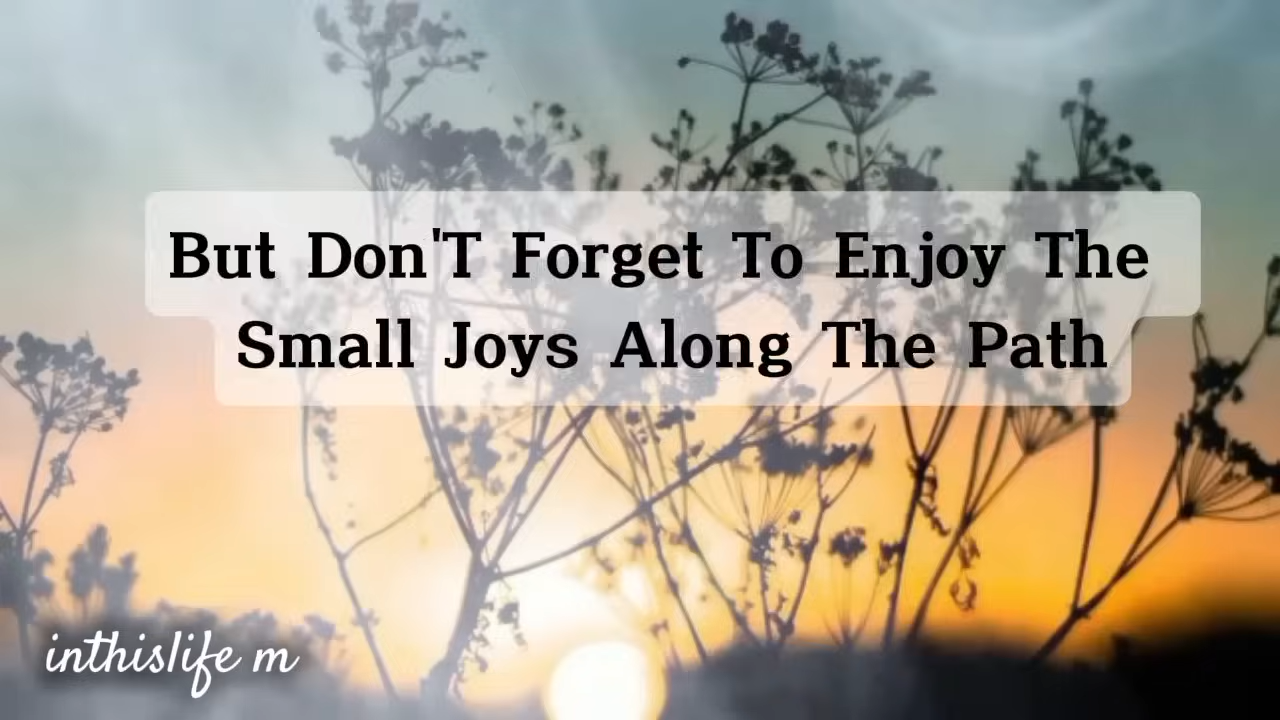 But Don'T Forget To Enjoy The
Small Joys Along The Path
inthislife m